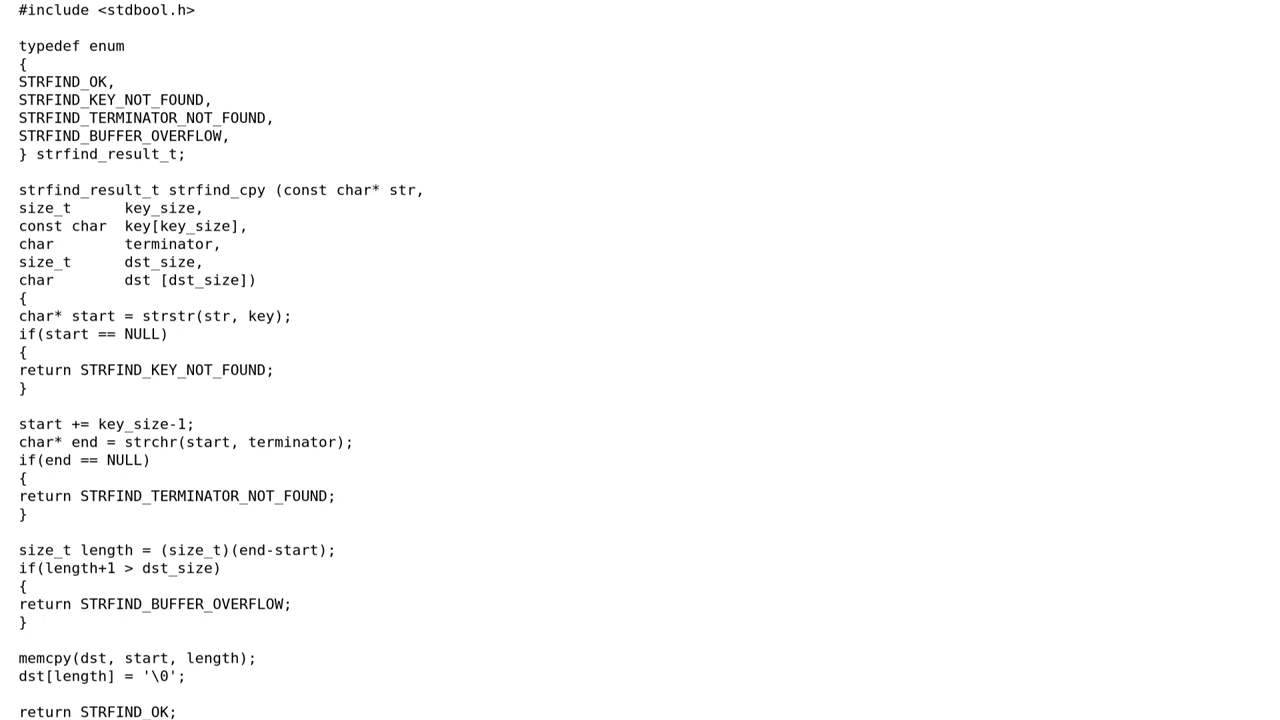 #include <stdbool.h>
typedef enum
{
STRFIND_OK,
STRFIND_KEY_NOT_FOUND,
STRFIND_TERMINATOR_NOT_FOUND,
STRFIND_BUFFER_OVERFLOW,
} strfind_result_t;
strfind_result_t strfind_cpy (const char* str,
size_t      key_size,
const char  key[key_size],
char        terminator,
size_t      dst_size,
char        dst [dst_size])
{
char* start = strstr(str, key);
if(start == NULL)
{
return STRFIND_KEY_NOT_FOUND;
}
start += key_size-1;
char* end = strchr(start, terminator);
if(end == NULL)
{
return STRFIND_TERMINATOR_NOT_FOUND;
}
size_t length = (size_t)(end-start);
if(length+1 > dst_size)
{
return STRFIND_BUFFER_OVERFLOW;
}
memcpy(dst, start, length);
dst[length] = '\0';
return STRFIND_OK;